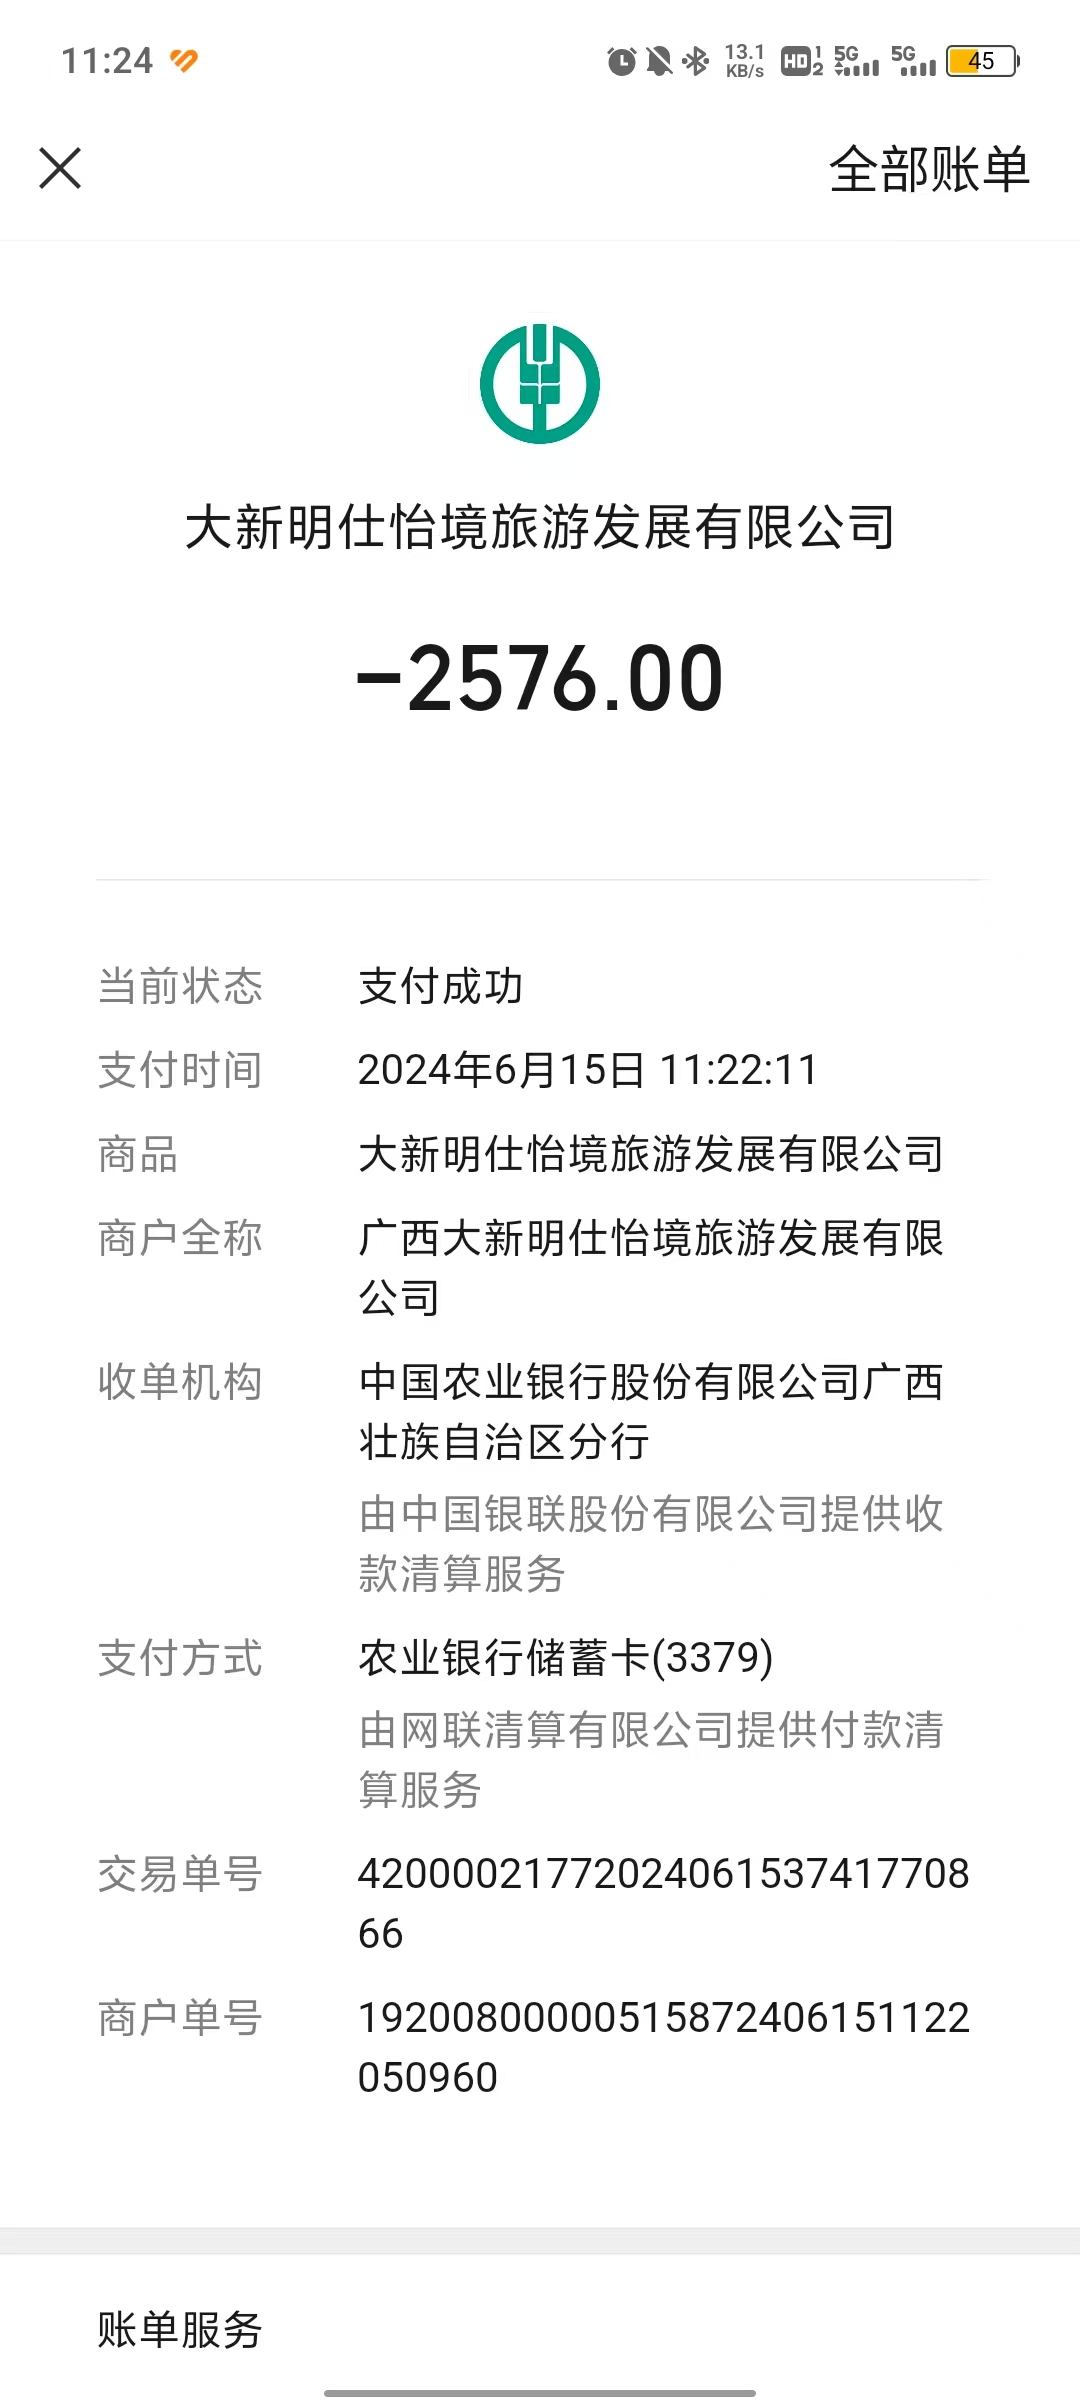 11:24
13.1 KB/s HD 1 2 5G 5G 45
全部账单
大新明仕怡境旅游发展有限公司
-2576.00
当前状态 支付成功
支付时间 2024年6月15日 11:22:11
商品 大新明仕怡境旅游发展有限公司
商户全称 广西大新明仕怡境旅游发展有限
公司
收单机构 中国农业银行股份有限公司广西
壮族自治区分行
由中国银联股份有限公司提供收
款清算服务
支付方式 农业银行储蓄卡(3379)
由网联清算有限公司提供付款清
算服务
交易单号 42000021772024061537417708
66
商户单号 19200800000515872406151122
050960
账单服务